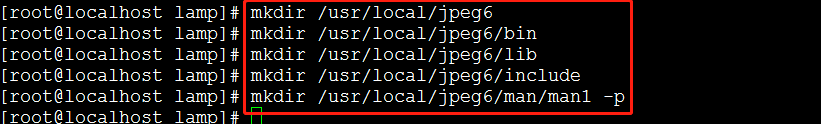 [root@localhost lamp]# mkdir /usr/local/jpeg6
[root@localhost lamp]# mkdir /usr/local/jpeg6/bin
[root@localhost lamp]# mkdir /usr/local/jpeg6/lib
[root@localhost lamp]# mkdir /usr/local/jpeg6/include
[root@localhost lamp]# mkdir /usr/local/jpeg6/man/man1 -p
[root@localhost lamp]#